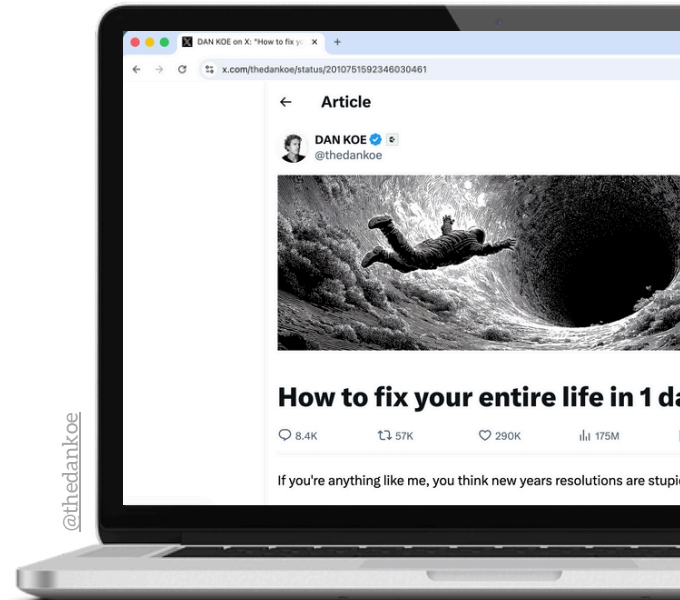 DAN KOE on X: "How to fix yo
x.com/thedankoe/status/2010751592346030461
Article
DAN KOE
@thedankoe
How to fix your entire life in 1 da
8.4K 57K 290K 175M
If you're anything like me, you think new years resolutions are stupi
@thedankoe